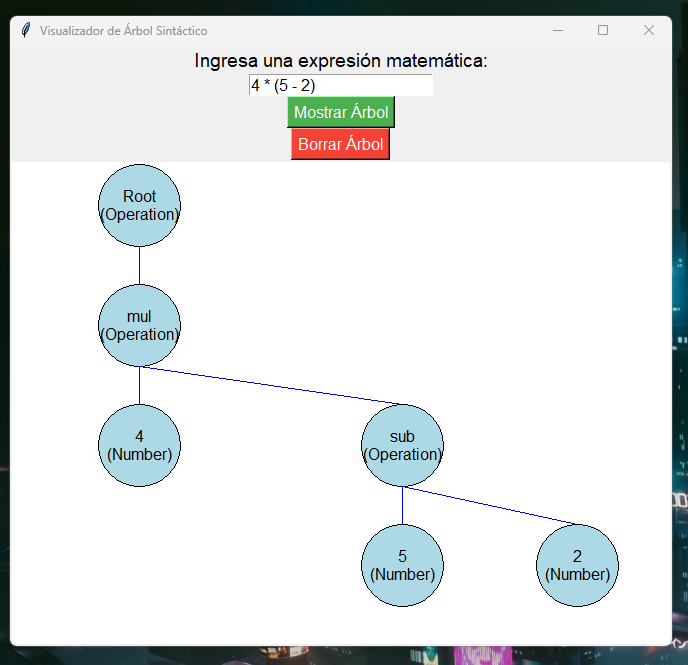 Visualizador de Árbol Sintáctico
Ingresa una expresión matemática:
4 * (5 - 2)
Mostrar Árbol
Borrar Árbol
Root
(Operation)
mul
(Operation)
4
(Number)
sub
(Operation)
5
(Number)
2
(Number)